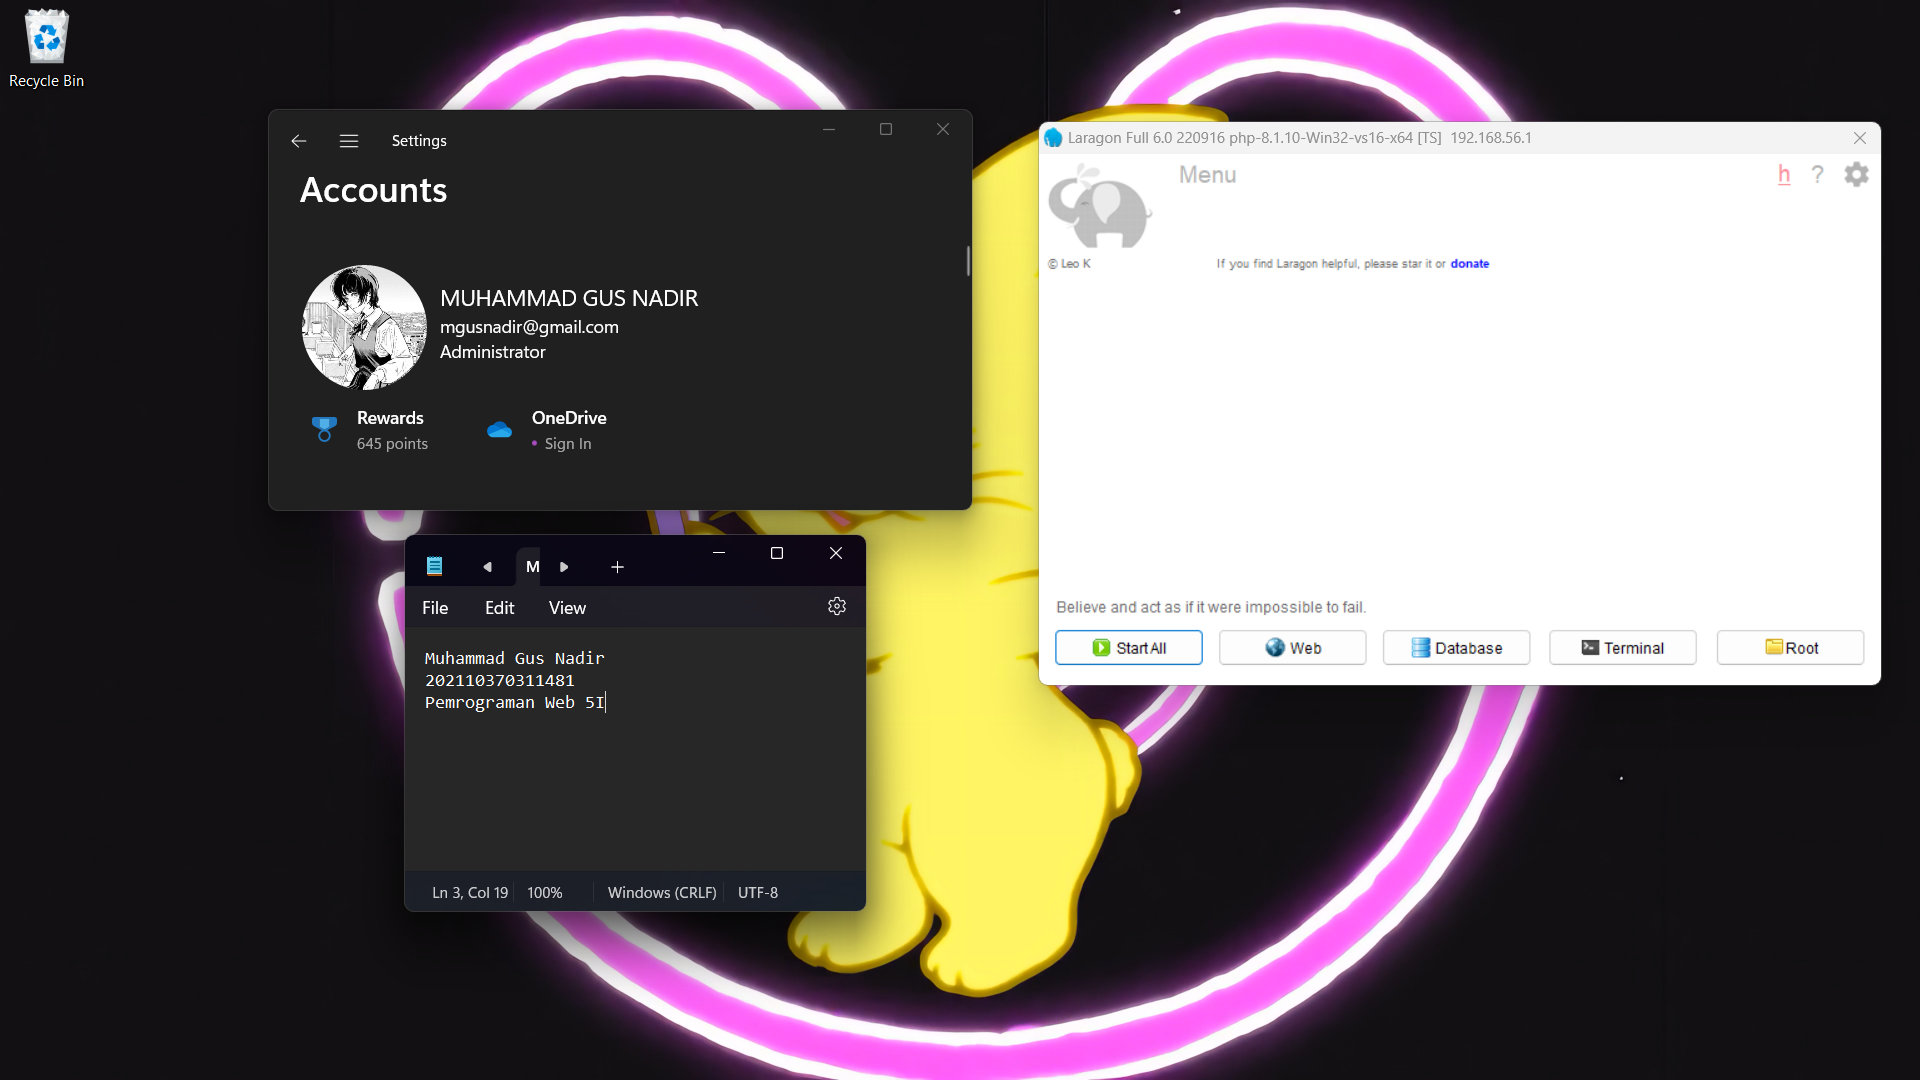 Recycle Bin
Settings
Accounts
MUHAMMAD GUS NADIR
mgusnadir@gmail.com
Administrator
Rewards
645 points
OneDrive
• Sign In
M
File Edit View
Muhammad Gus Nadir
202110370311481
Pemrograman Web 5I
Ln 3, Col 19 100% Windows (CRLF) UTF-8
Laragon Full 6.0 220916 php-8.1.10-Win32-vs16-x64 [TS] 192.168.56.1
Menu h ?
© Leo K
If you find Laragon helpful, please star it or donate
Believe and act as if it were impossible to fail.
Start All Web Database Terminal Root